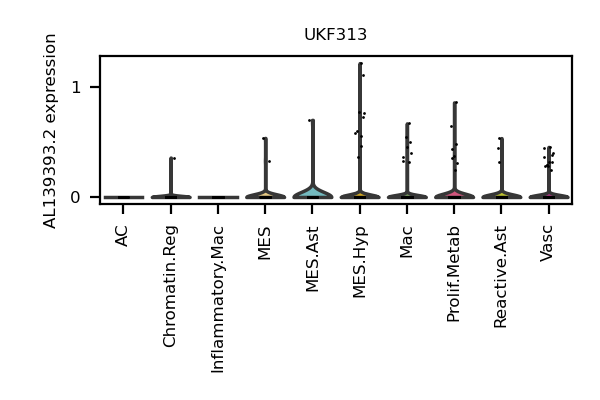 UKF313
AL139393.2 expression
1
0
AC
Chromatin.Reg
Inflammatory.Mac
MES
MES.Ast
MES.Hyp
Mac
Prolif.Metab
Reactive.Ast
Vasc